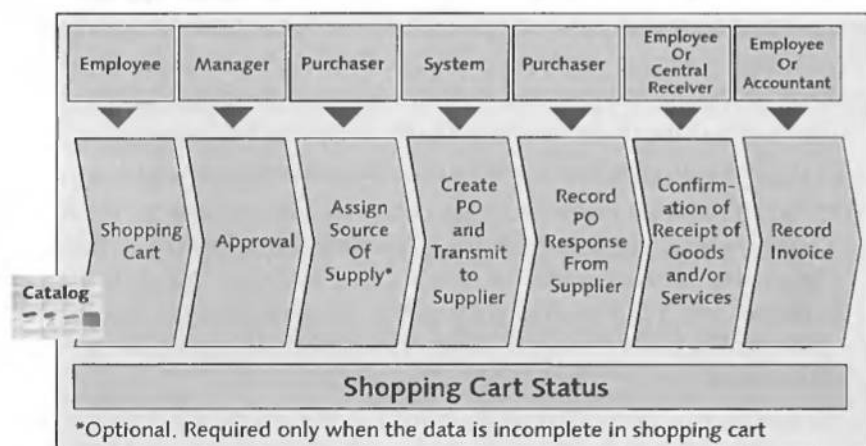 Employee
Manager
Purchaser
System
Purchaser
Employee
Or
Central
Receiver
Employee
Or
Accountant
Shopping
Cart
Approval
Assign
Source
Of
Supply*
Create
PO
and
Transmit
to
Supplier
Record
PO
Response
From
Supplier
Confirm-
ation of
Receipt of
Goods
and/or
Services
Record
Invoice
Catalog
Shopping Cart Status
*Optional. Required only when the data is incomplete in shopping cart